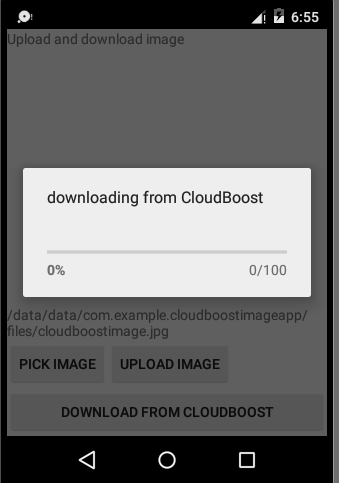 6:55
Upload and download image
downloading from CloudBoost
0% 0/100
/data/data/com.example.cloudboostimageapp/
files/cloudboostimage.jpg
PICK IMAGE UPLOAD IMAGE
DOWNLOAD FROM CLOUDBOOST